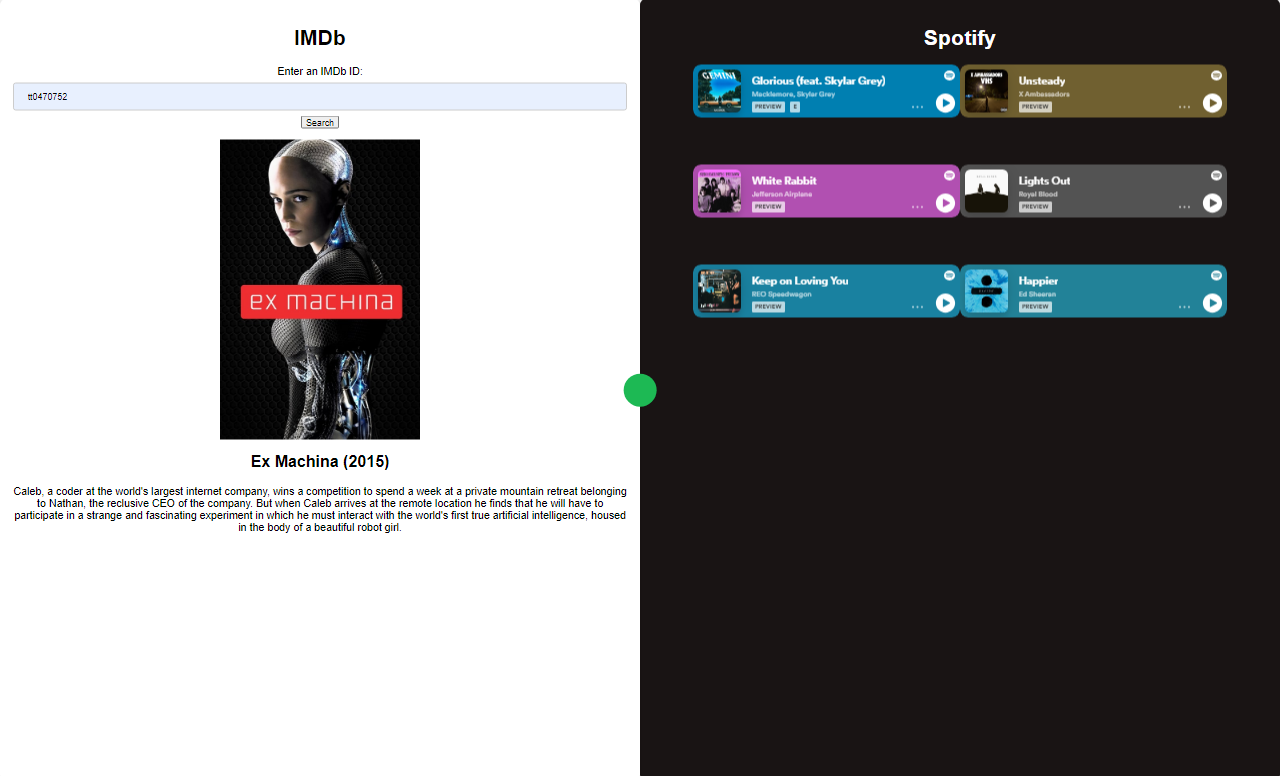 IMDb
Enter an IMDb ID:
tt0470752
Search
ex machina
Ex Machina (2015)
Caleb, a coder at the world's largest internet company, wins a competition to spend a week at a private mountain retreat belonging
to Nathan, the reclusive CEO of the company. But when Caleb arrives at the remote location he finds that he will have to
participate in a strange and fascinating experiment in which he must interact with the world's first true artificial intelligence, housed
in the body of a beautiful robot girl.
Spotify
GEMINI
Glorious (feat. Skylar Grey)
Macklemore, Skylar Grey
PREVIEW E
X AMBASSADORS
VHS
Unsteady
X Ambassadors
PREVIEW
White Rabbit
Jefferson Airplane
PREVIEW
Lights Out
Royal Blood
PREVIEW
Keep on Loving You
REO Speedwagon
PREVIEW
Happier
Ed Sheeran
PREVIEW